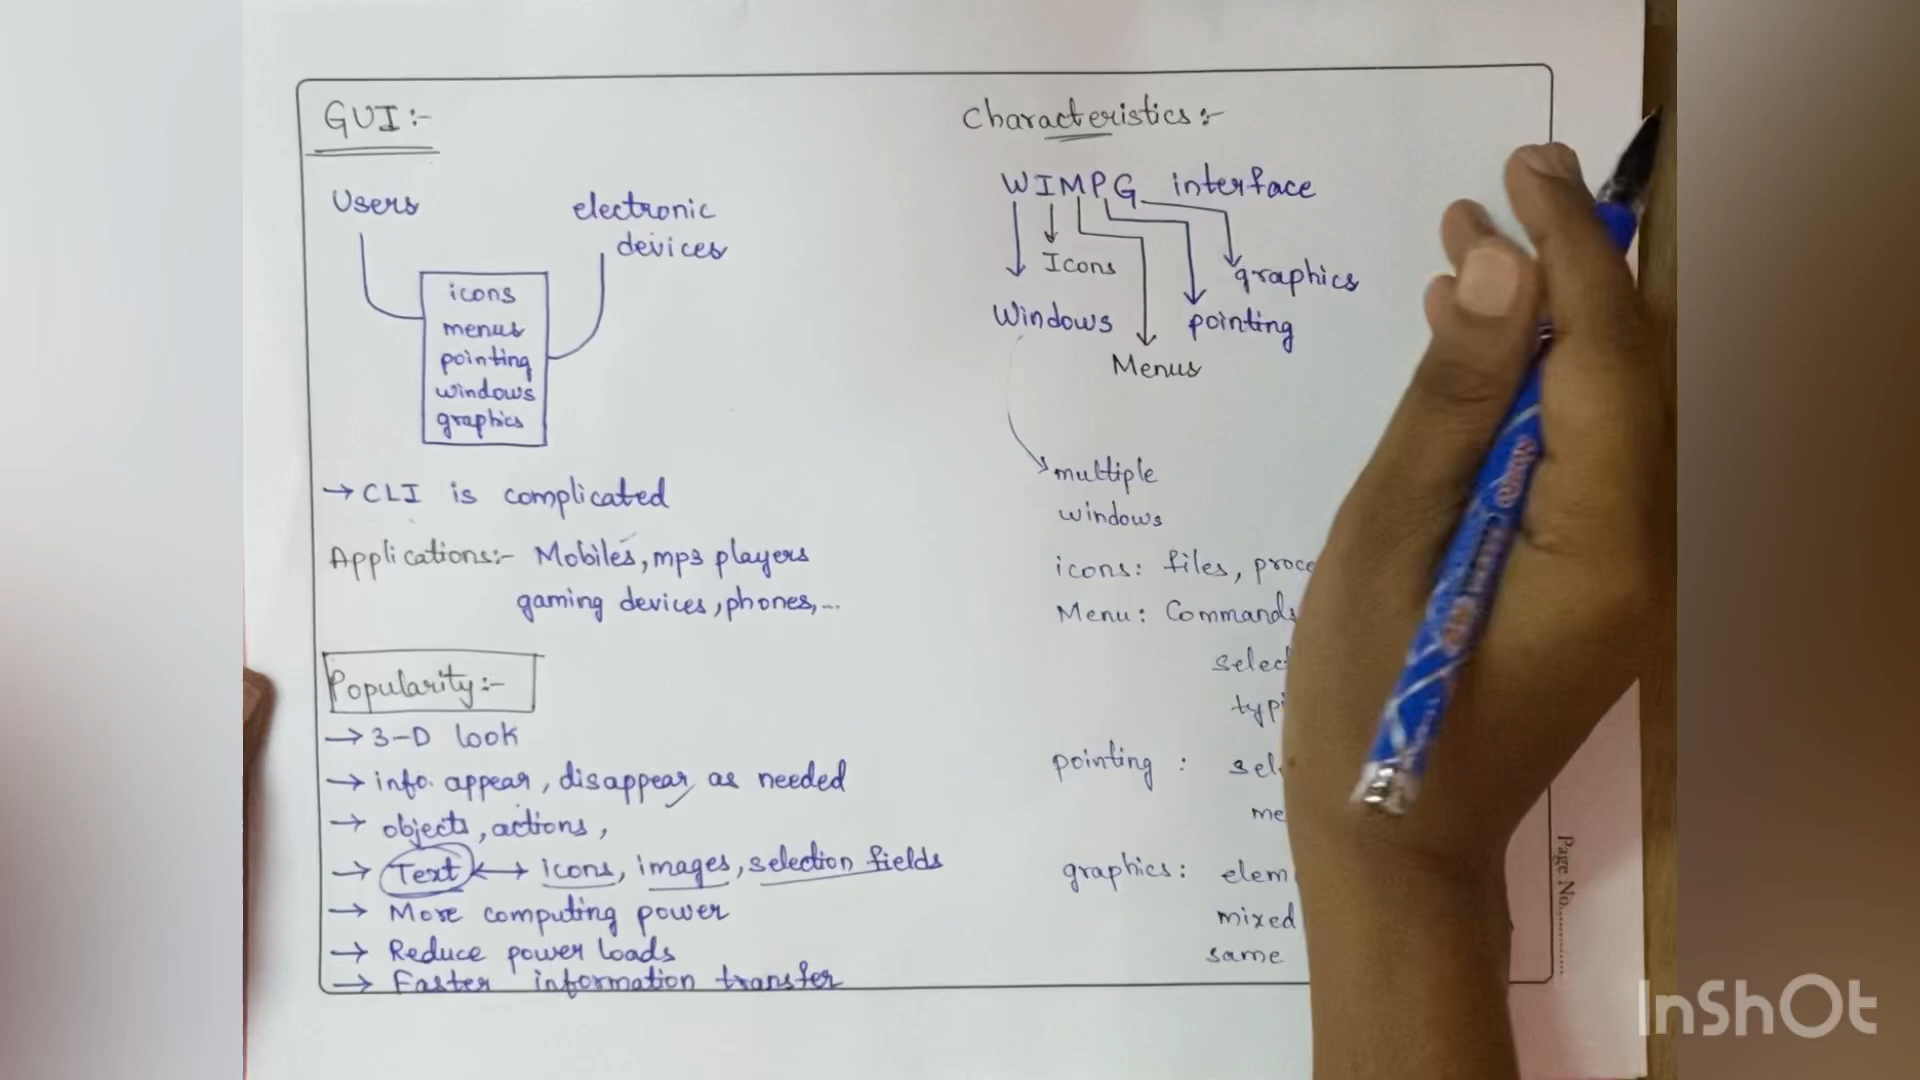 GUI:-
Users
electronic
devices
icons
menus
pointing
windows
graphics
→ CLI is complicated
Applications:- Mobiles, mp3 players
gaming devices, phones, ...
Popularity:-
→ 3-D look
→ info. appear, disappear as needed
→ objects, actions,
→ Text ↔ icons, images, selection fields
→ More computing power
→ Reduce power loads
→ Faster information transfer
Characteristics:-
WIMPG interface
Icons
graphics
Windows
pointing
Menus
multiple
windows
icons: files,
Menu: Commands
pointing :
graphics:
mixed
same
Page No..............
InShOt